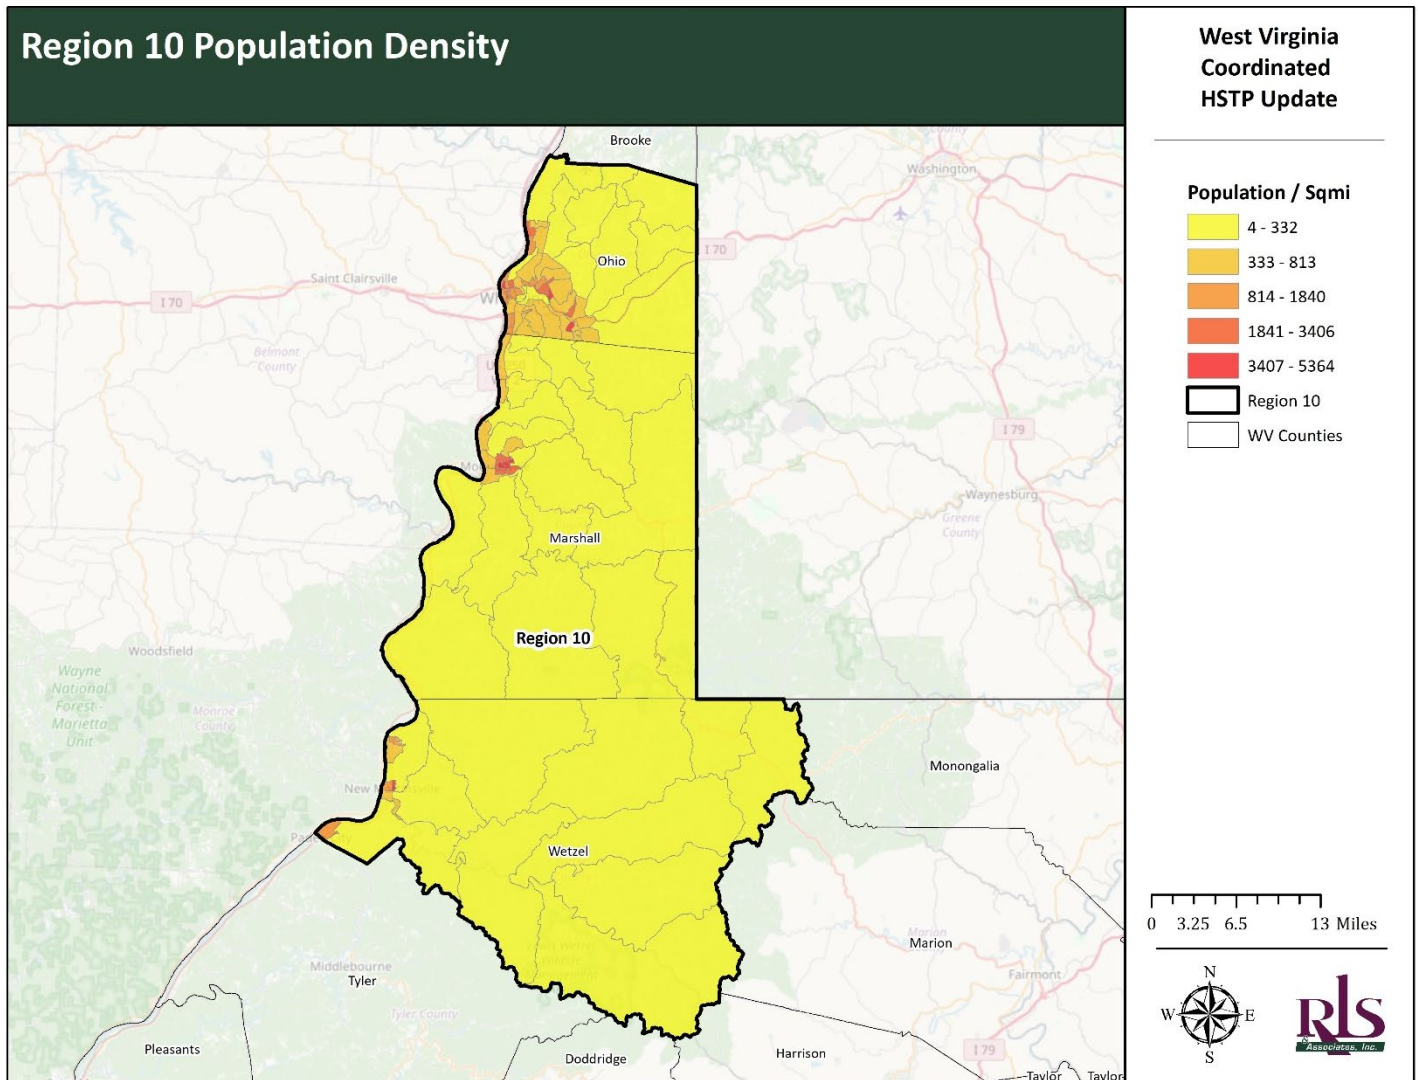 Region 10 Population Density
West Virginia
Coordinated
HSTP Update
Population / Sqmi
4 - 332
333 - 813
814 - 1840
1841 - 3406
3407 - 5364
Region 10
WV Counties
Brooke
Washington
I 70
Ohio
Saint Clairsville
I 70
Belmont
County
I 79
Waynesburg
Greene
County
Marshall
Region 10
Woodsfield
Wayne
National
Forest -
Marietta
Unit
Monroe
County
Monongalia
Wetzel
Marion
Marion
Fairmont
Middlebourne
Tyler
Tyler County
Pleasants
Doddridge
Harrison
I 79
Taylor
Taylor
0 3.25 6.5 13 Miles
N
W E
S
RLS
& Associates, Inc.